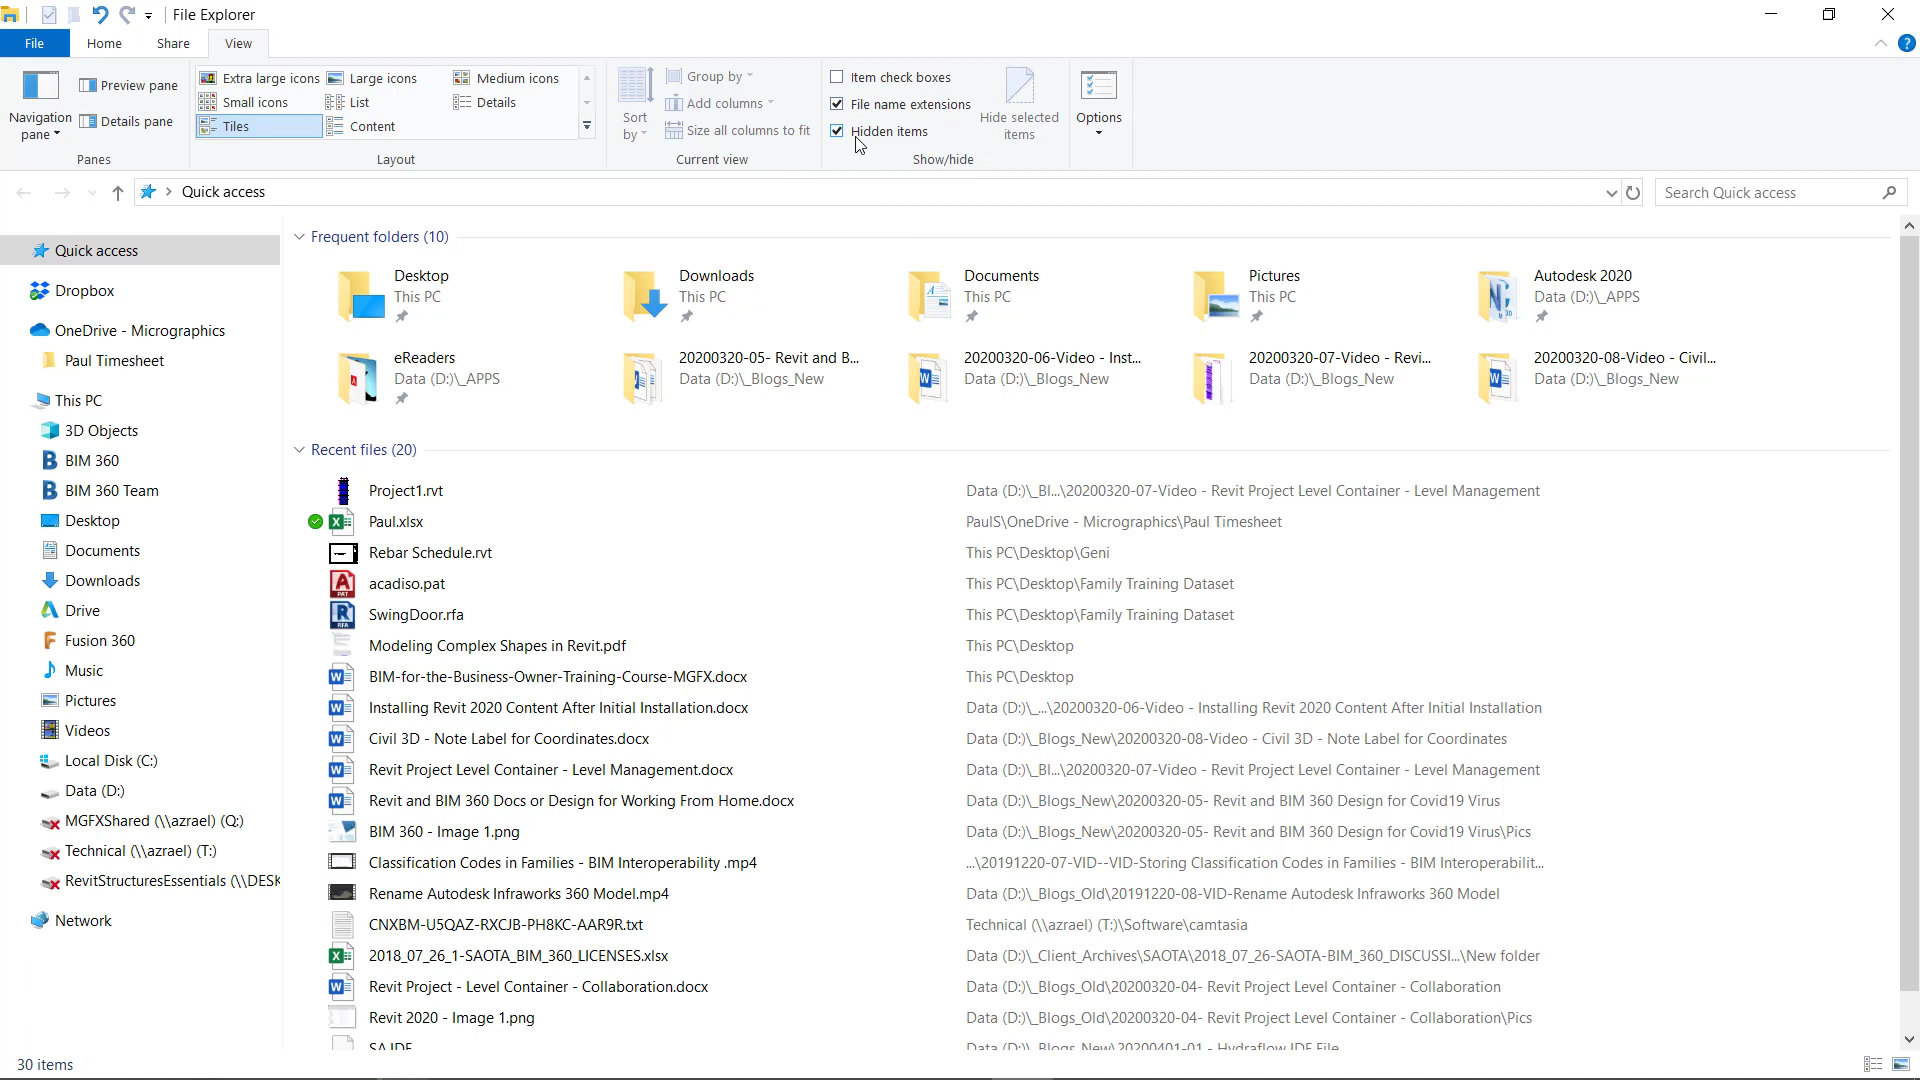 File Explorer
File
Home
Share
View
Navigation pane
Preview pane
Details pane
Panes
Extra large icons
Large icons
Medium icons
Small icons
List
Details
Tiles
Content
Layout
Sort by
Group by
Add columns
Size all columns to fit
Current view
Item check boxes
File name extensions
Hidden items
Hide selected items
Show/hide
Options
Quick access
Search Quick access
Quick access
Dropbox
OneDrive - Micrographics
Paul Timesheet
This PC
3D Objects
BIM 360
BIM 360 Team
Desktop
Documents
Downloads
Drive
Fusion 360
Music
Pictures
Videos
Local Disk (C:)
Data (D:)
MGFXShared (\\azrael) (Q:)
Technical (\\azrael) (T:)
RevitStructuresEssentials (\\DESK
Network
Frequent folders (10)
Desktop
This PC
Downloads
This PC
Documents
This PC
Pictures
This PC
Autodesk 2020
Data (D:)\_APPS
eReaders
Data (D:)\_APPS
20200320-05- Revit and B...
Data (D:)\_Blogs_New
20200320-06-Video - Inst...
Data (D:)\_Blogs_New
20200320-07-Video - Revi...
Data (D:)\_Blogs_New
20200320-08-Video - Civil...
Data (D:)\_Blogs_New
Recent files (20)
Project1.rvt Data (D:)\_Bl...\20200320-07-Video - Revit Project Level Container - Level Management
Paul.xlsx PaulS\OneDrive - Micrographics\Paul Timesheet
Rebar Schedule.rvt This PC\Desktop\Geni
acadiso.pat This PC\Desktop\Family Training Dataset
SwingDoor.rfa This PC\Desktop\Family Training Dataset
Modeling Complex Shapes in Revit.pdf This PC\Desktop
BIM-for-the-Business-Owner-Training-Course-MGFX.docx This PC\Desktop
Installing Revit 2020 Content After Initial Installation.docx Data (D:)\_...\20200320-06-Video - Installing Revit 2020 Content After Initial Installation
Civil 3D - Note Label for Coordinates.docx Data (D:)\_Blogs_New\20200320-08-Video - Civil 3D - Note Label for Coordinates
Revit Project Level Container - Level Management.docx Data (D:)\_Bl...\20200320-07-Video - Revit Project Level Container - Level Management
Revit and BIM 360 Docs or Design for Working From Home.docx Data (D:)\_Blogs_New\20200320-05- Revit and BIM 360 Design for Covid19 Virus
BIM 360 - Image 1.png Data (D:)\_Blogs_New\20200320-05- Revit and BIM 360 Design for Covid19 Virus\Pics
Classification Codes in Families - BIM Interoperability .mp4 ...\20191220-07-VID--VID-Storing Classification Codes in Families - BIM Interoperabilit...
Rename Autodesk Infraworks 360 Model.mp4 Data (D:)\_Blogs_Old\20191220-08-VID-Rename Autodesk Infraworks 360 Model
CNXBM-U5QAZ-RXCJB-PH8KC-AAR9R.txt Technical (\\azrael) (T:)\Software\camtasia
2018_07_26_1-SAOTA_BIM_360_LICENSES.xlsx Data (D:)\_Client_Archives\SAOTA\2018_07_26-SAOTA-BIM_360_DISCUSSI...\New folder
Revit Project - Level Container - Collaboration.docx Data (D:)\_Blogs_Old\20200320-04- Revit Project Level Container - Collaboration
Revit 2020 - Image 1.png Data (D:)\_Blogs_Old\20200320-04- Revit Project Level Container - Collaboration\Pics
SA.IDF Data (D:)\_Blogs_New\20200401-01 - Hydraflow IDF File
30 items